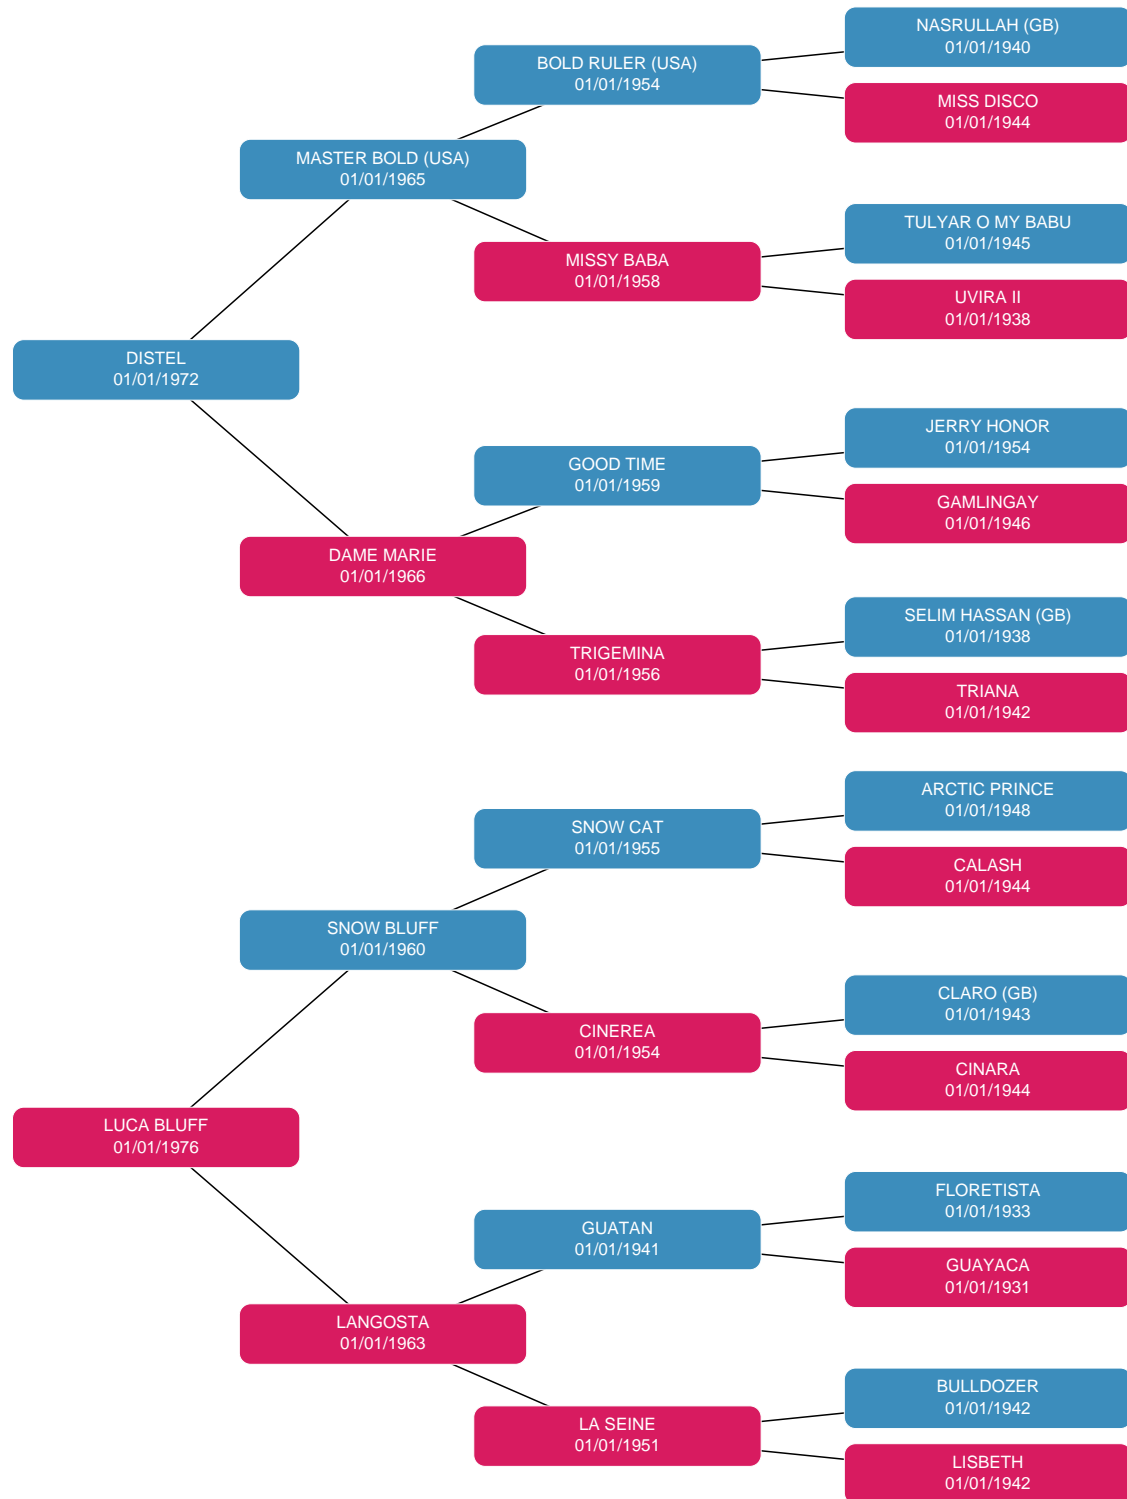 NASRULLAH (GB)
01/01/1940
BOLD RULER (USA)
01/01/1954
MISS DISCO
01/01/1944
MASTER BOLD (USA)
01/01/1965
TULYAR O MY BABU
01/01/1945
MISSY BABA
01/01/1958
UVIRA II
01/01/1938
DISTEL
01/01/1972
JERRY HONOR
01/01/1954
GOOD TIME
01/01/1959
GAMLINGAY
01/01/1946
DAME MARIE
01/01/1966
SELIM HASSAN (GB)
01/01/1938
TRIGEMINA
01/01/1956
TRIANA
01/01/1942
ARCTIC PRINCE
01/01/1948
SNOW CAT
01/01/1955
CALASH
01/01/1944
SNOW BLUFF
01/01/1960
CLARO (GB)
01/01/1943
CINEREA
01/01/1954
CINARA
01/01/1944
LUCA BLUFF
01/01/1976
FLORETISTA
01/01/1933
GUATAN
01/01/1941
GUAYACA
01/01/1931
LANGOSTA
01/01/1963
BULLDOZER
01/01/1942
LA SEINE
01/01/1951
LISBETH
01/01/1942